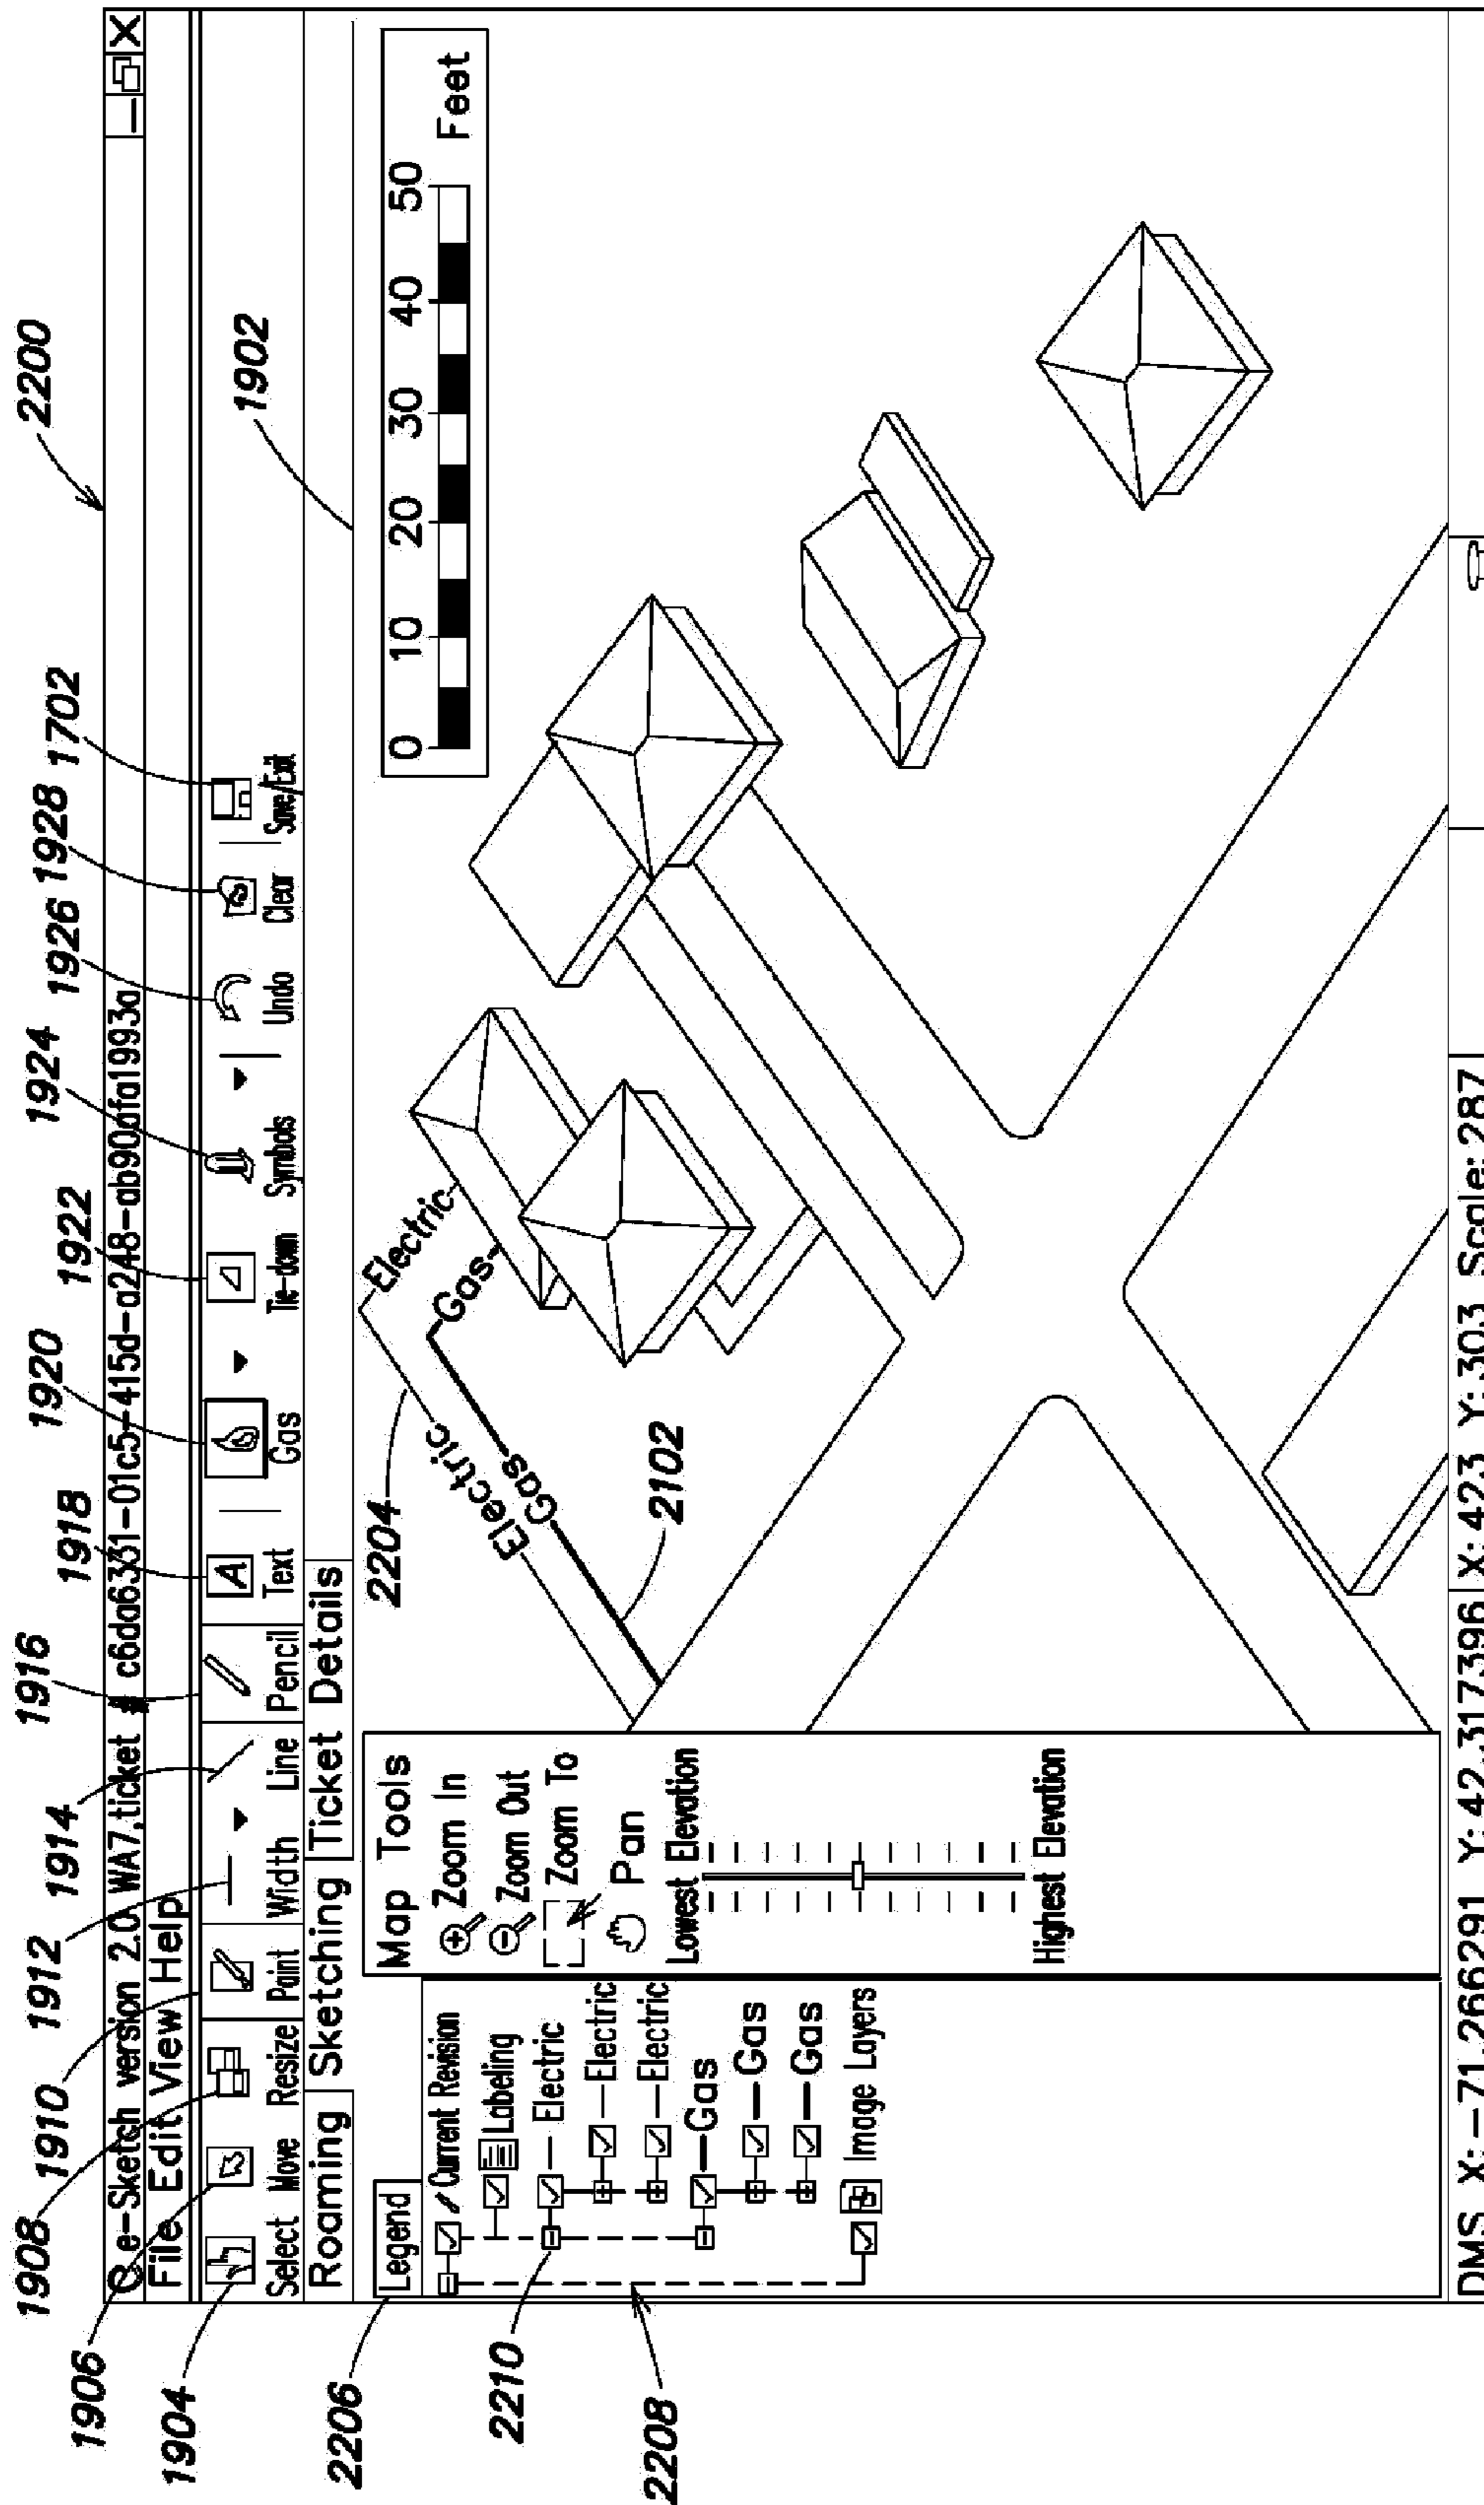 2200
1908 1910 1912 1914 1916 1918 1920 1922 1924 1926 1928 1702
1906
1904
1902
e-Sketch version 2.0 WA7.ticket # c6da6331-01c5-415d-a248-ab90dfa1993a
File Edit View Help
Select Move Resize Paint Width Line Pencil Text Gas Tie-down Symbols Undo Clear Save/Exit
Roaming Sketching Ticket Details
2206
Legend
Current Revision
Labeling
Electric
Electric
Electric
Gas
Gas
Gas
Image Layers
2210
2208
Map Tools
Zoom In
Zoom Out
Zoom To
Pan
Lowest Elevation
Highest Elevation
2204
Electric
Electric
Gas
Gas
2102
0 10 20 30 40 50
Feet
DMS X:-71.266291 Y:42.317396 X:423 Y:303 Scale:287